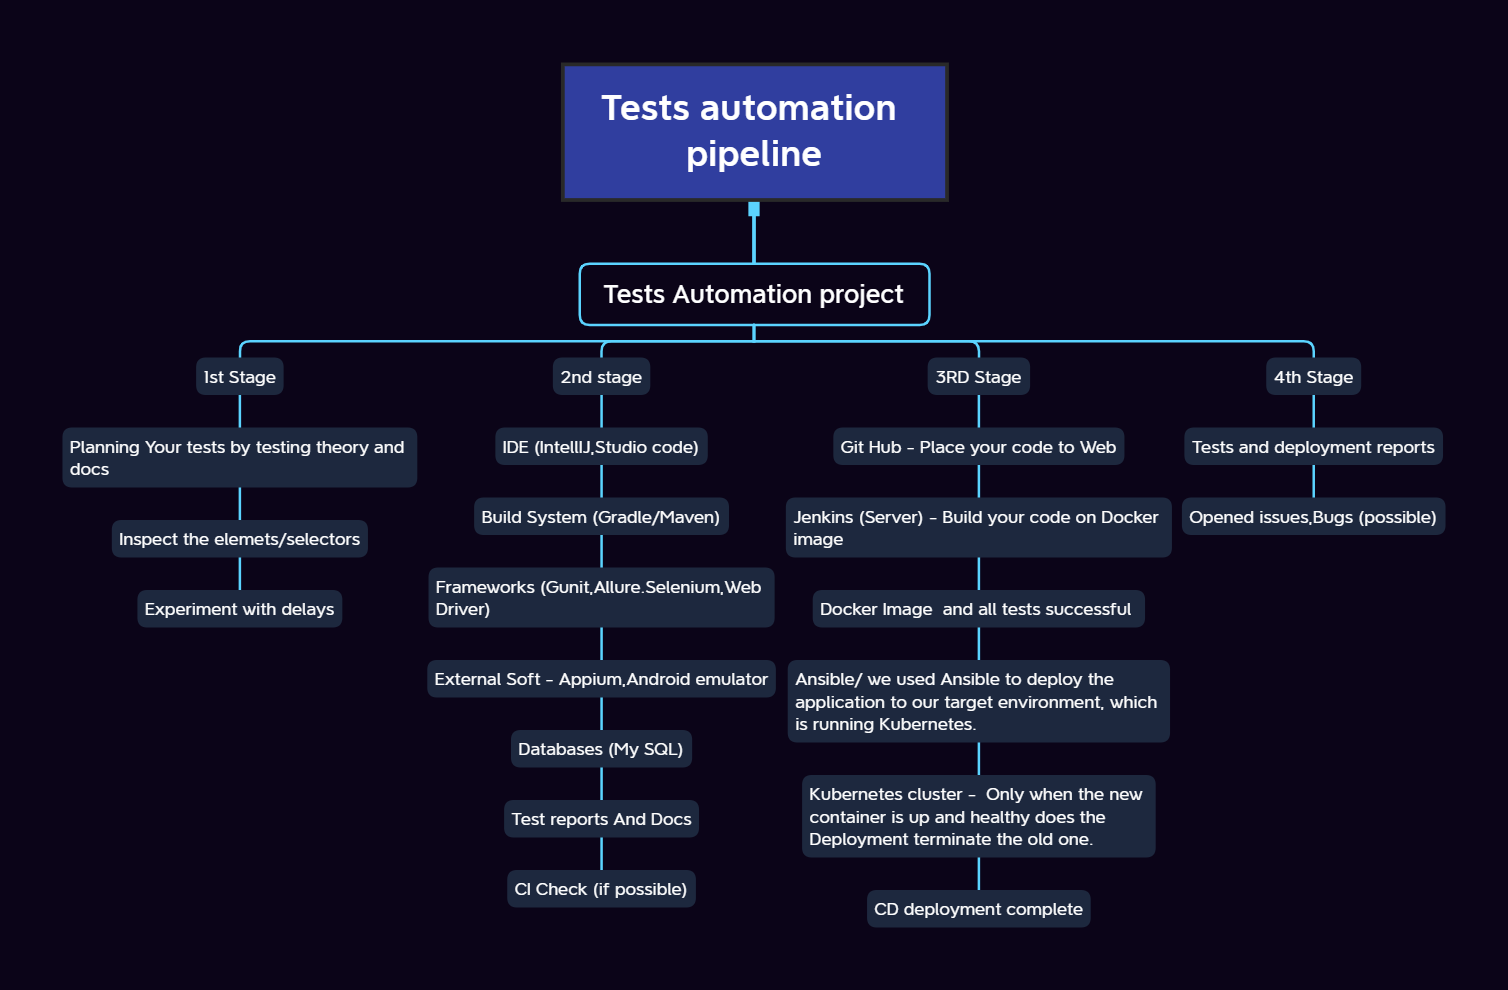 Tests automation
pipeline
Tests Automation project
1st Stage
Planning Your tests by testing theory and
docs
Inspect the elemets/selectors
Experiment with delays
2nd stage
IDE (IntellIJ,Studio code)
Build System (Gradle/Maven)
Frameworks (Gunit,Allure.Selenium,Web
Driver)
External Soft - Appium,Android emulator
Databases (My SQL)
Test reports And Docs
CI Check (if possible)
3RD Stage
Git Hub - Place your code to Web
Jenkins (Server) - Build your code on Docker
image
Docker Image  and all tests successful
Ansible/ we used Ansible to deploy the
application to our target environment, which
is running Kubernetes.
Kubernetes cluster -  Only when the new
container is up and healthy does the
Deployment terminate the old one.
CD deployment complete
4th Stage
Tests and deployment reports
Opened issues,Bugs (possible)